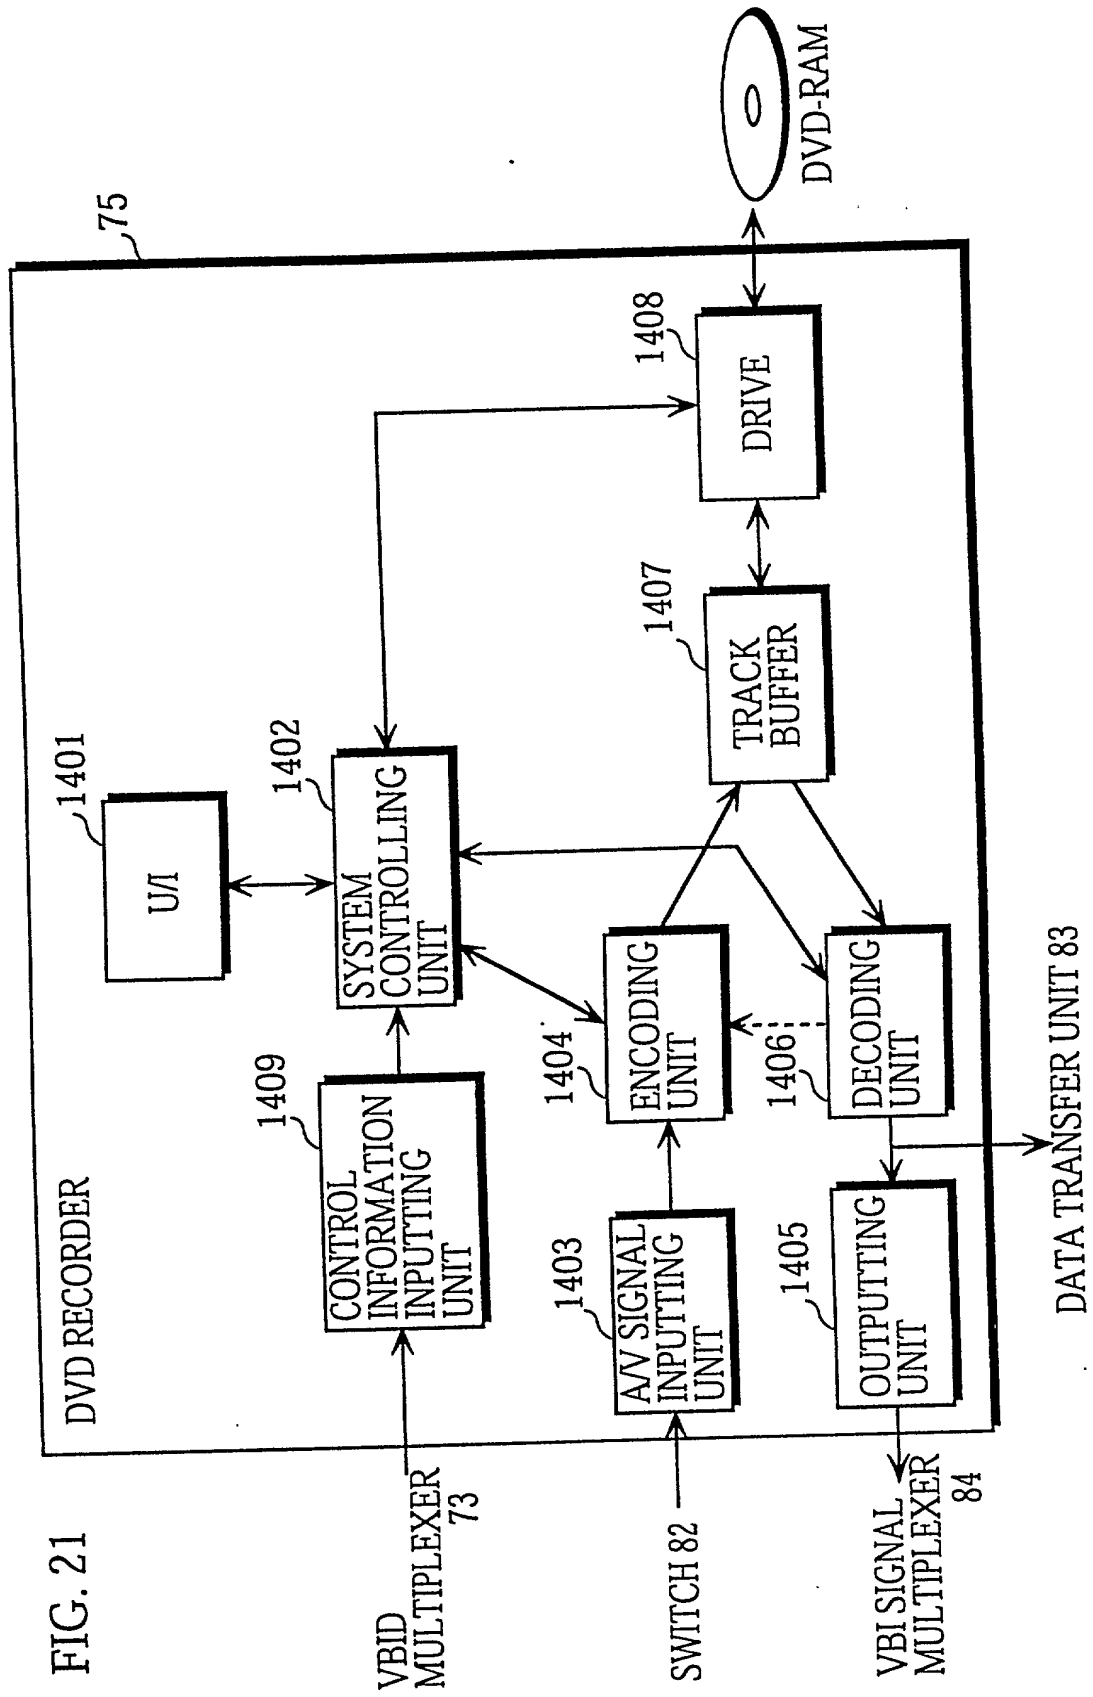 FIG. 21
DVD RECORDER
75
U/I
1401
VBID
MULTIPLEXER
73
CONTROL
INFORMATION
INPUTTING
UNIT
1409
SYSTEM
CONTROLLING
UNIT
1402
SWITCH 82
A/V SIGNAL
INPUTTING
UNIT
1403
ENCODING
UNIT
1404
TRACK
BUFFER
1407
DRIVE
1408
DVD-RAM
VBI SIGNAL
MULTIPLEXER
84
OUTPUTTING
UNIT
1405
DECODING
UNIT
1406
DATA TRANSFER UNIT 83